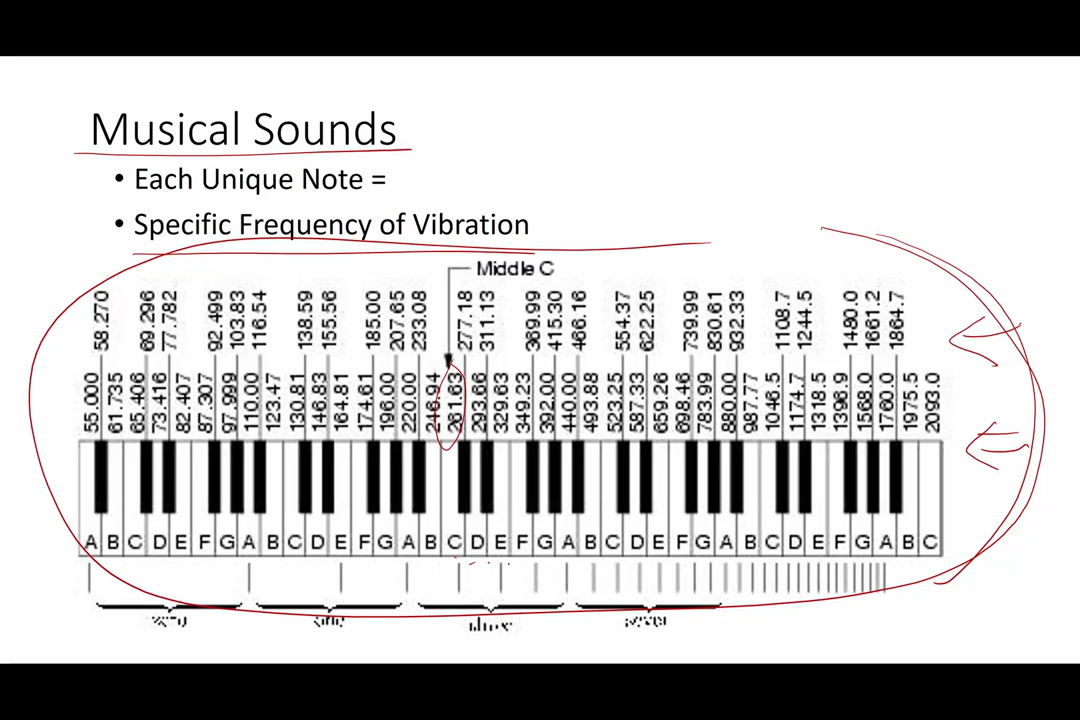 Musical Sounds
• Each Unique Note =
• Specific Frequency of Vibration
Middle C
58.270 69.296 77.782 92.499 103.83 116.54 138.59 155.56 185.00 207.65 233.08 277.18 311.13 369.99 415.30 466.16 554.37 622.25 739.99 830.61 932.33 1108.7 1244.5 1480.0 1661.2 1864.7
55.000 61.735 65.406 73.416 82.407 87.307 97.999 110.00 123.47 130.81 146.83 164.81 174.61 196.00 220.00 246.94 261.63 293.66 329.63 349.23 392.00 440.00 493.88 523.25 587.33 659.26 698.46 783.99 880.00 987.77 1046.5 1174.7 1318.5 1396.9 1568.0 1760.0 1975.5 2093.0
A B C D E F G A B C D E F G A B C D E F G A B C D E F G A B C D E F G A B C